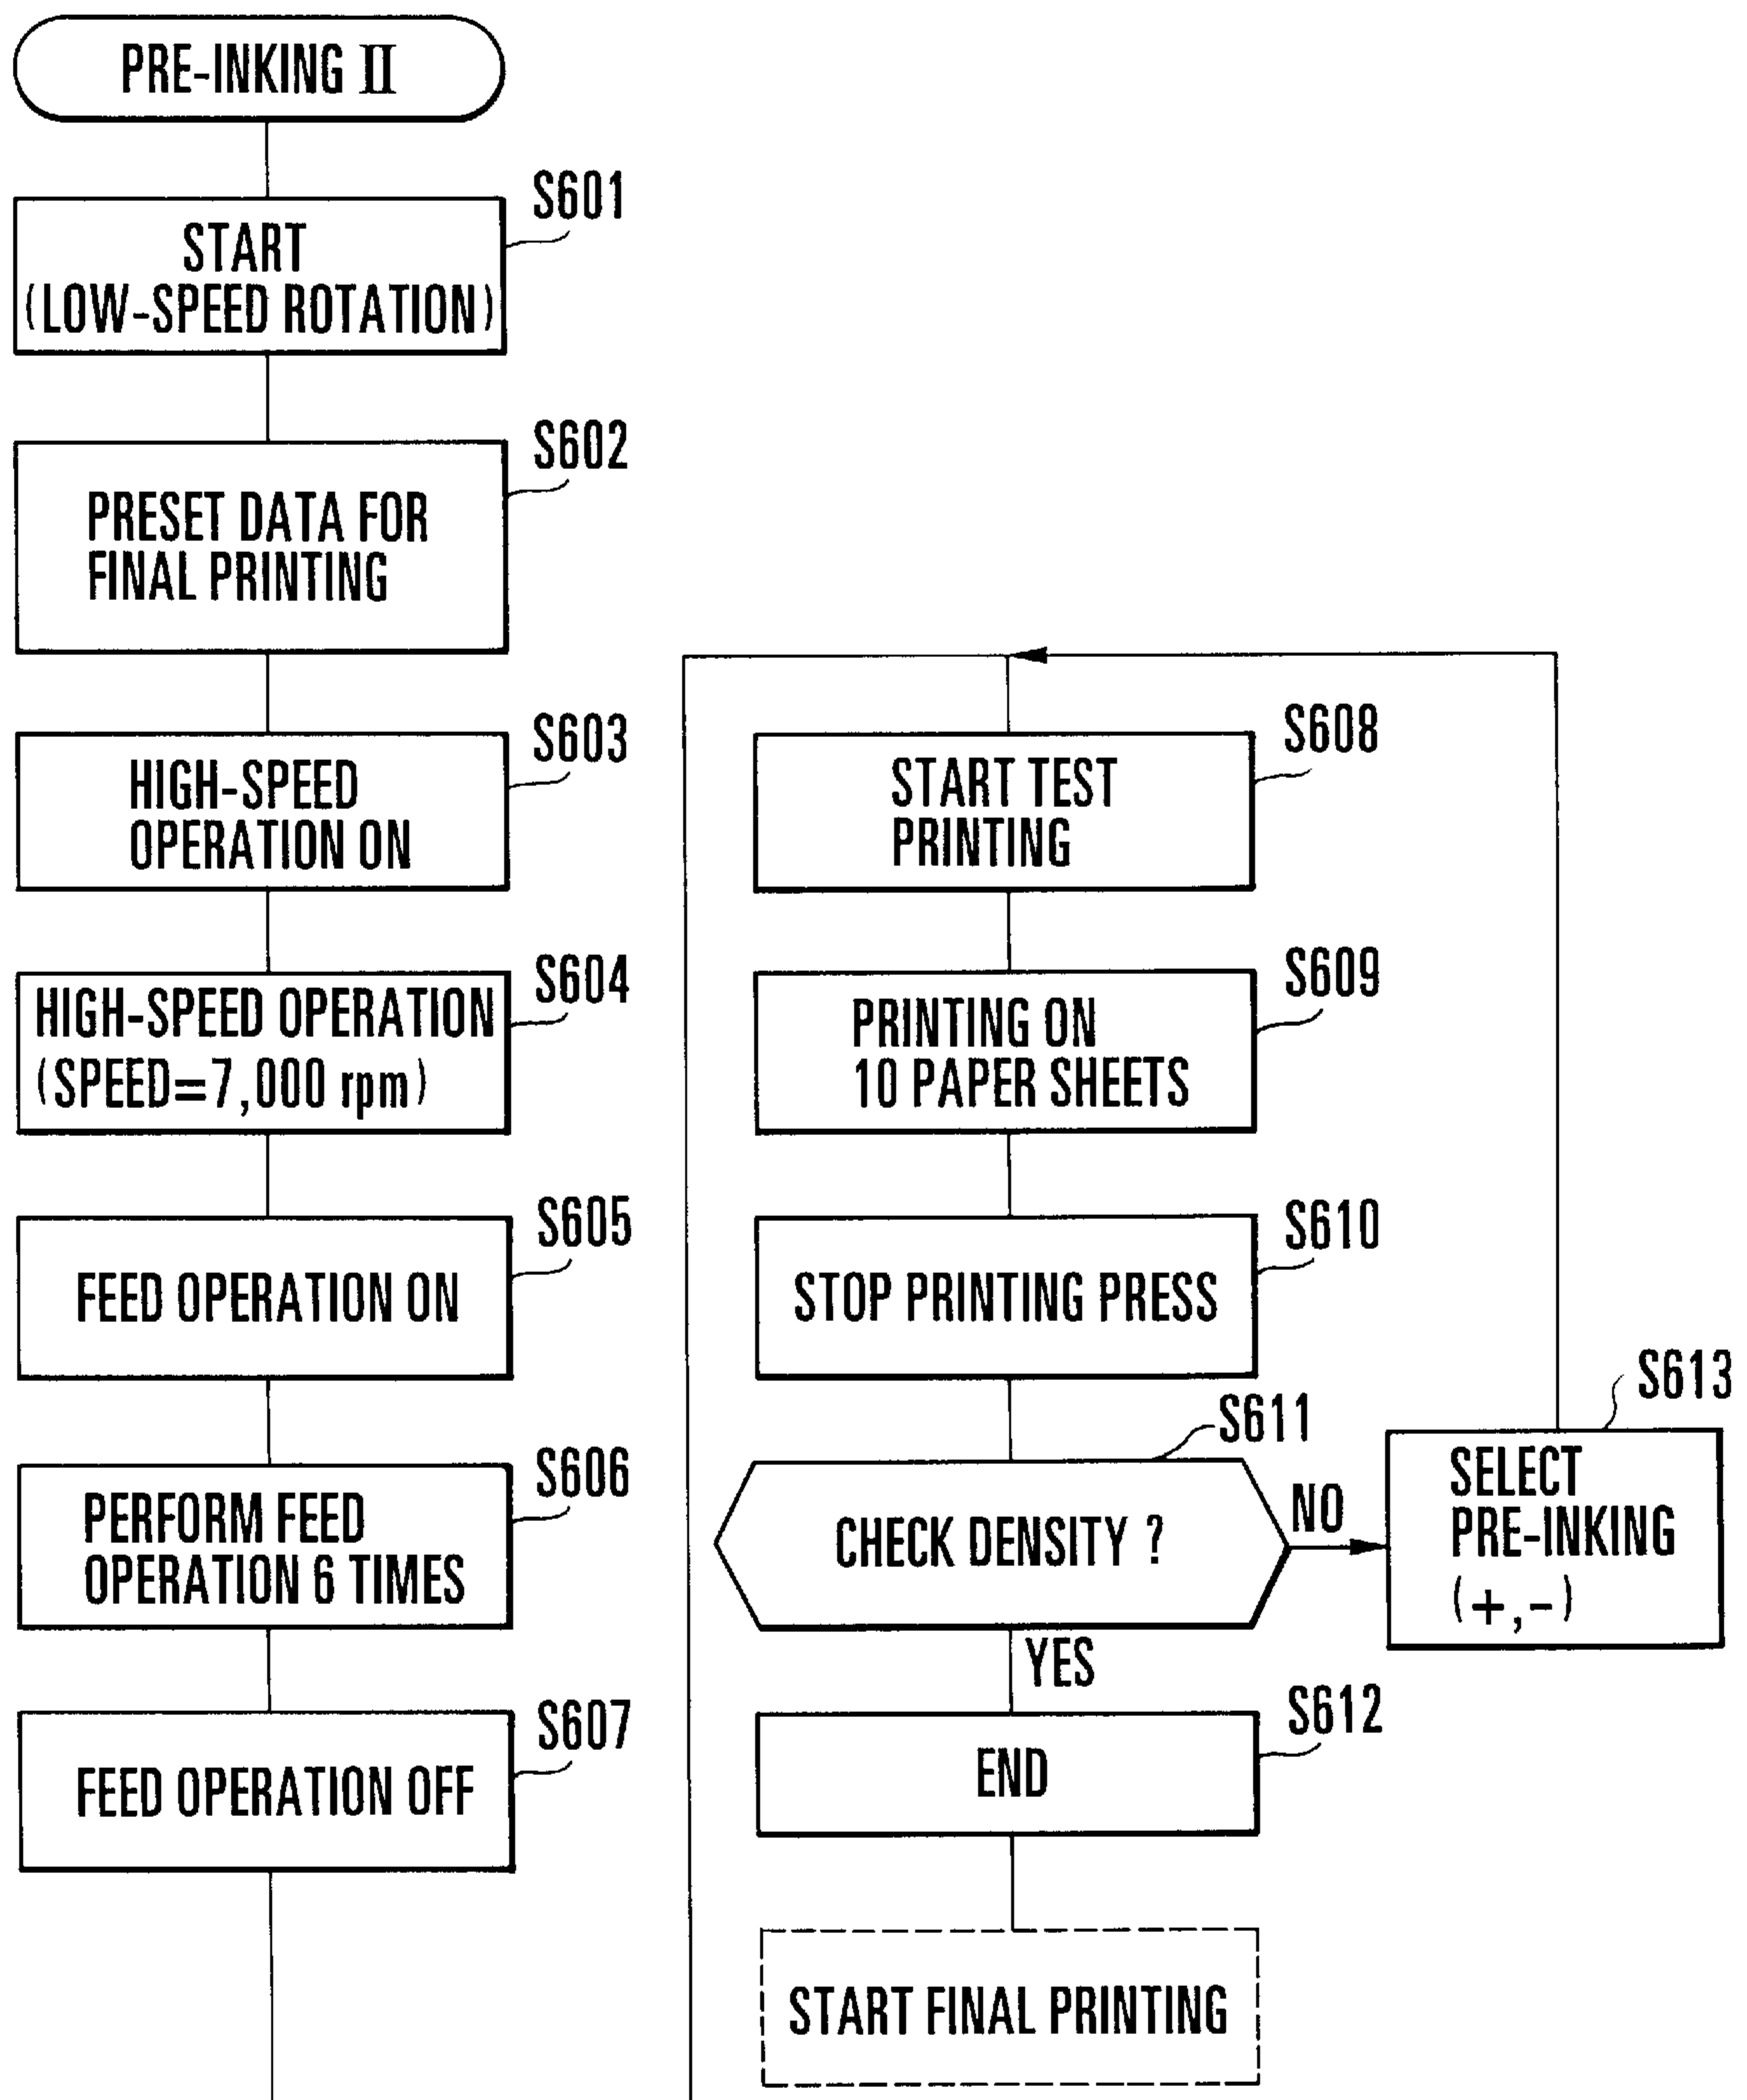 PRE-INKING II
S601
START
(LOW-SPEED ROTATION)
S602
PRESET DATA FOR
FINAL PRINTING
S603
HIGH-SPEED
OPERATION ON
S604
HIGH-SPEED OPERATION
(SPEED=7,000 rpm)
S605
FEED OPERATION ON
S606
PERFORM FEED
OPERATION 6 TIMES
S607
FEED OPERATION OFF
S608
START TEST
PRINTING
S609
PRINTING ON
10 PAPER SHEETS
S610
STOP PRINTING PRESS
S611
CHECK DENSITY ?
NO
S613
SELECT
PRE-INKING
(+,-)
YES
S612
END
START FINAL PRINTING